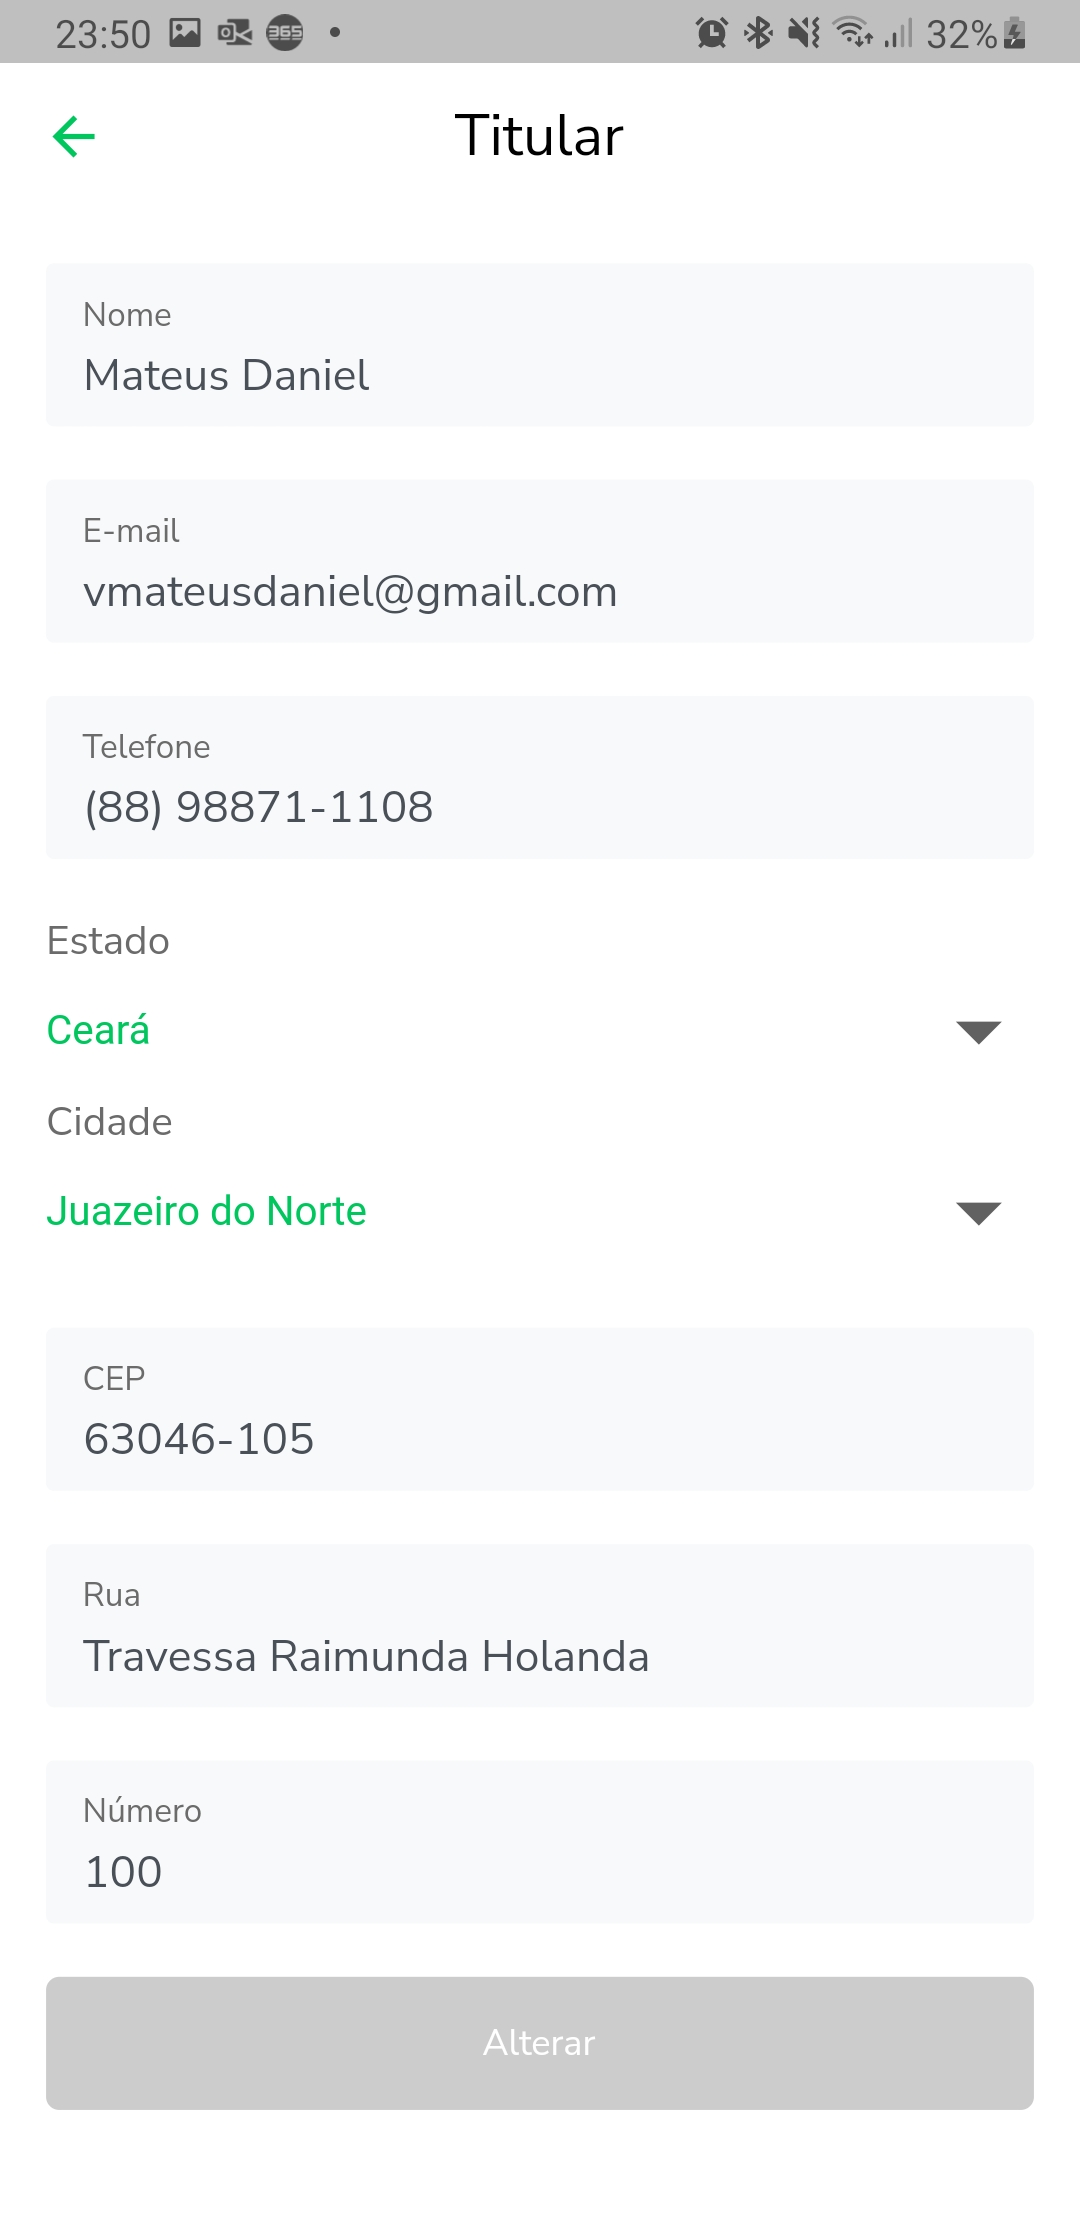 23:50 365 32%
Titular
Nome
Mateus Daniel
E-mail
vmateusdaniel@gmail.com
Telefone
(88) 98871-1108
Estado
Ceará
Cidade
Juazeiro do Norte
CEP
63046-105
Rua
Travessa Raimunda Holanda
Número
100
Alterar